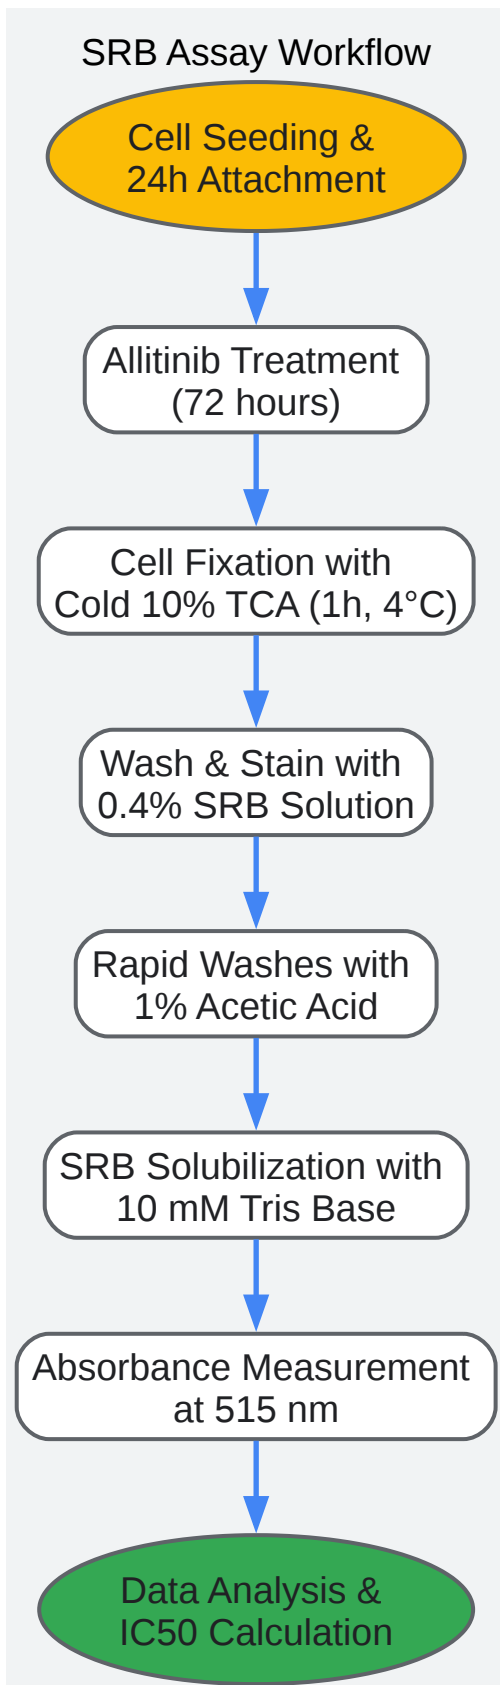 SRB Assay Workflow
Cell Seeding &
24h Attachment
Allitinib Treatment
(72 hours)
Cell Fixation with
Cold 10% TCA (1h, 4°C)
Wash & Stain with
0.4% SRB Solution
Rapid Washes with
1% Acetic Acid
SRB Solubilization with
10 mM Tris Base
Absorbance Measurement
at 515 nm
Data Analysis &
IC50 Calculation